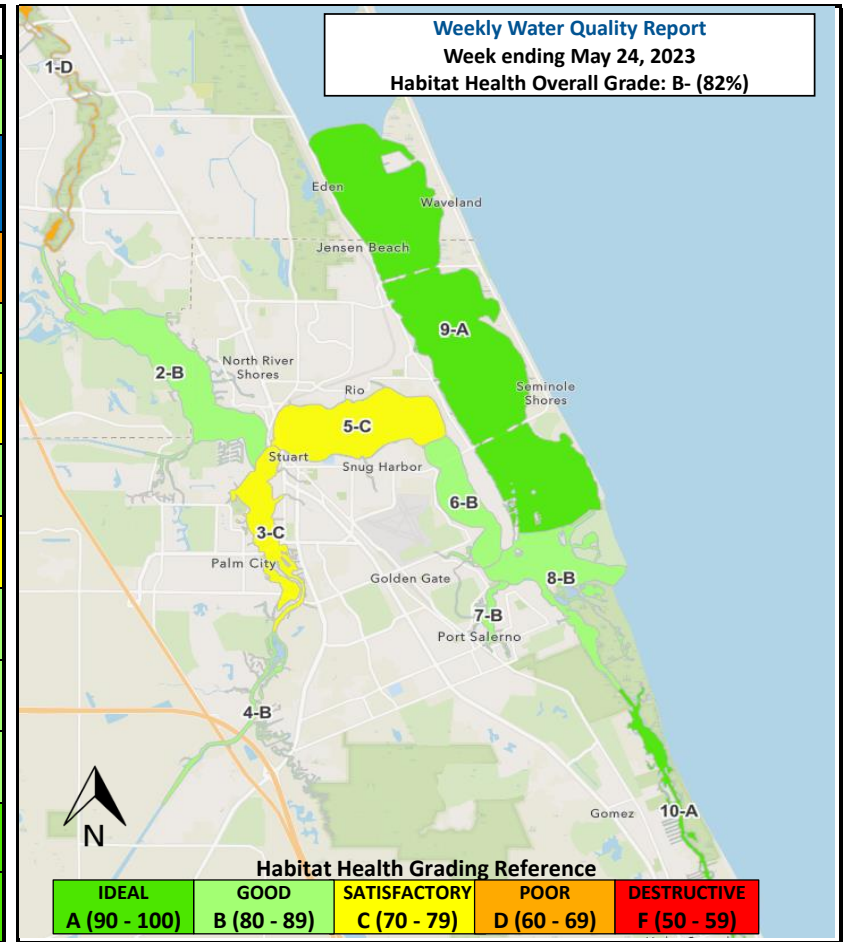 Weekly Water Quality Report
Week ending May 24, 2023
Habitat Health Overall Grade: B- (82%)
1-D
Eden
Waveland
Jensen Beach
9-A
2-B
North River
Shores
Rio
Seminole
Shores
5-C
Stuart
Snug Harbor
6-B
3-C
Palm City
Golden Gate
8-B
7-B
Port Salerno
4-B
N
Gomez
10-A
Habitat Health Grading Reference
IDEAL GOOD SATISFACTORY POOR DESTRUCTIVE
A (90 - 100) B (80 - 89) C (70 - 79) D (60 - 69) F (50 - 59)